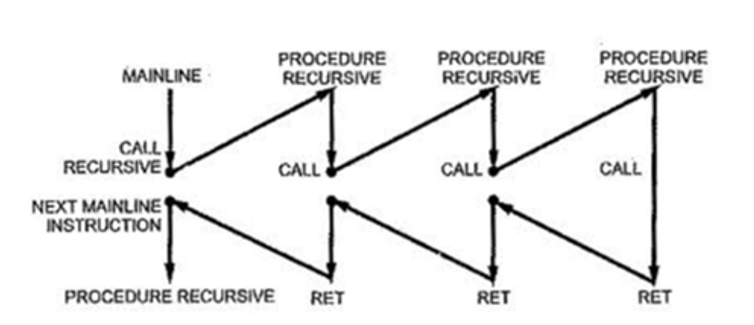 MAINLINE
PROCEDURE
RECURSIVE
PROCEDURE
RECURSIVE
PROCEDURE
RECURSIVE
CALL
RECURSIVE
CALL
CALL
CALL
NEXT MAINLINE
INSTRUCTION
PROCEDURE RECURSIVE
RET
RET
RET